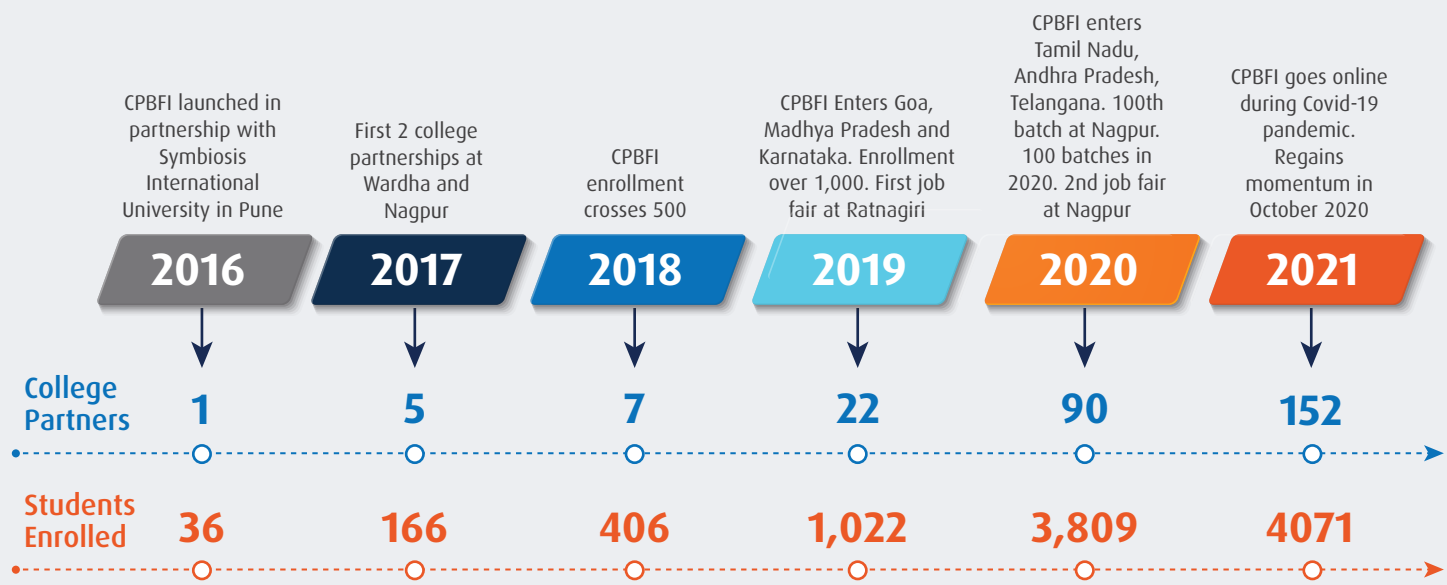 CPBFI launched in
partnership with
Symbiosis
International
University in Pune
2016
First 2 college
partnerships at
Wardha and
Nagpur
2017
CPBFI
enrollment
crosses 500
2018
CPBFI Enters Goa,
Madhya Pradesh and
Karnataka. Enrollment
over 1,000. First job
fair at Ratnagiri
2019
CPBFI enters
Tamil Nadu,
Andhra Pradesh,
Telangana. 100th
batch at Nagpur.
100 batches in
2020. 2nd job fair
at Nagpur
2020
CPBFI goes online
during Covid-19
pandemic.
Regains
momentum in
October 2020
2021
College
Partners
1 5 7 22 90 152
Students
Enrolled
36 166 406 1,022 3,809 4071